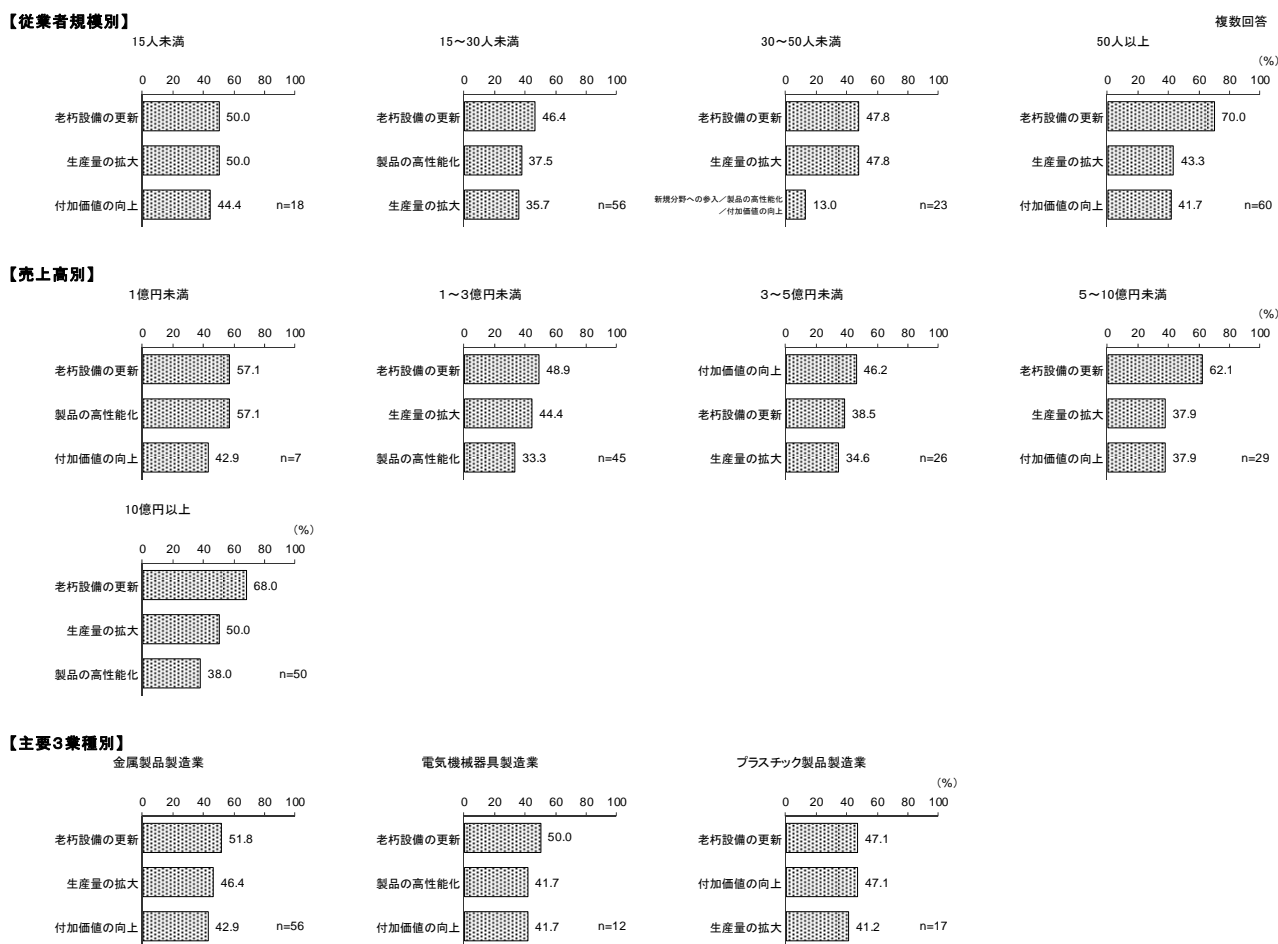 【従業者規模別】
複数回答
15人未満
15～30人未満
30～50人未満
50人以上
(%)
0 20 40 60 80 100
0 20 40 60 80 100
0 20 40 60 80 100
0 20 40 60 80 100
老朽設備の更新 50.0
生産量の拡大 50.0
付加価値の向上 44.4 n=18
老朽設備の更新 46.4
製品の高性能化 37.5
生産量の拡大 35.7 n=56
老朽設備の更新 47.8
生産量の拡大 47.8
新規分野への参入／製品の高性能化
／付加価値の向上 13.0 n=23
老朽設備の更新 70.0
生産量の拡大 43.3
付加価値の向上 41.7 n=60
【売上高別】
1億円未満
1～3億円未満
3～5億円未満
5～10億円未満
(%)
0 20 40 60 80 100
0 20 40 60 80 100
0 20 40 60 80 100
0 20 40 60 80 100
老朽設備の更新 57.1
製品の高性能化 57.1
付加価値の向上 42.9 n=7
老朽設備の更新 48.9
生産量の拡大 44.4
製品の高性能化 33.3 n=45
付加価値の向上 46.2
老朽設備の更新 38.5
生産量の拡大 34.6 n=26
老朽設備の更新 62.1
生産量の拡大 37.9
付加価値の向上 37.9 n=29
10億円以上
(%)
0 20 40 60 80 100
老朽設備の更新 68.0
生産量の拡大 50.0
製品の高性能化 38.0 n=50
【主要3業種別】
金属製品製造業
電気機械器具製造業
プラスチック製品製造業
(%)
0 20 40 60 80 100
0 20 40 60 80 100
0 20 40 60 80 100
老朽設備の更新 51.8
生産量の拡大 46.4
付加価値の向上 42.9 n=56
老朽設備の更新 50.0
製品の高性能化 41.7
付加価値の向上 41.7 n=12
老朽設備の更新 47.1
付加価値の向上 47.1
生産量の拡大 41.2 n=17